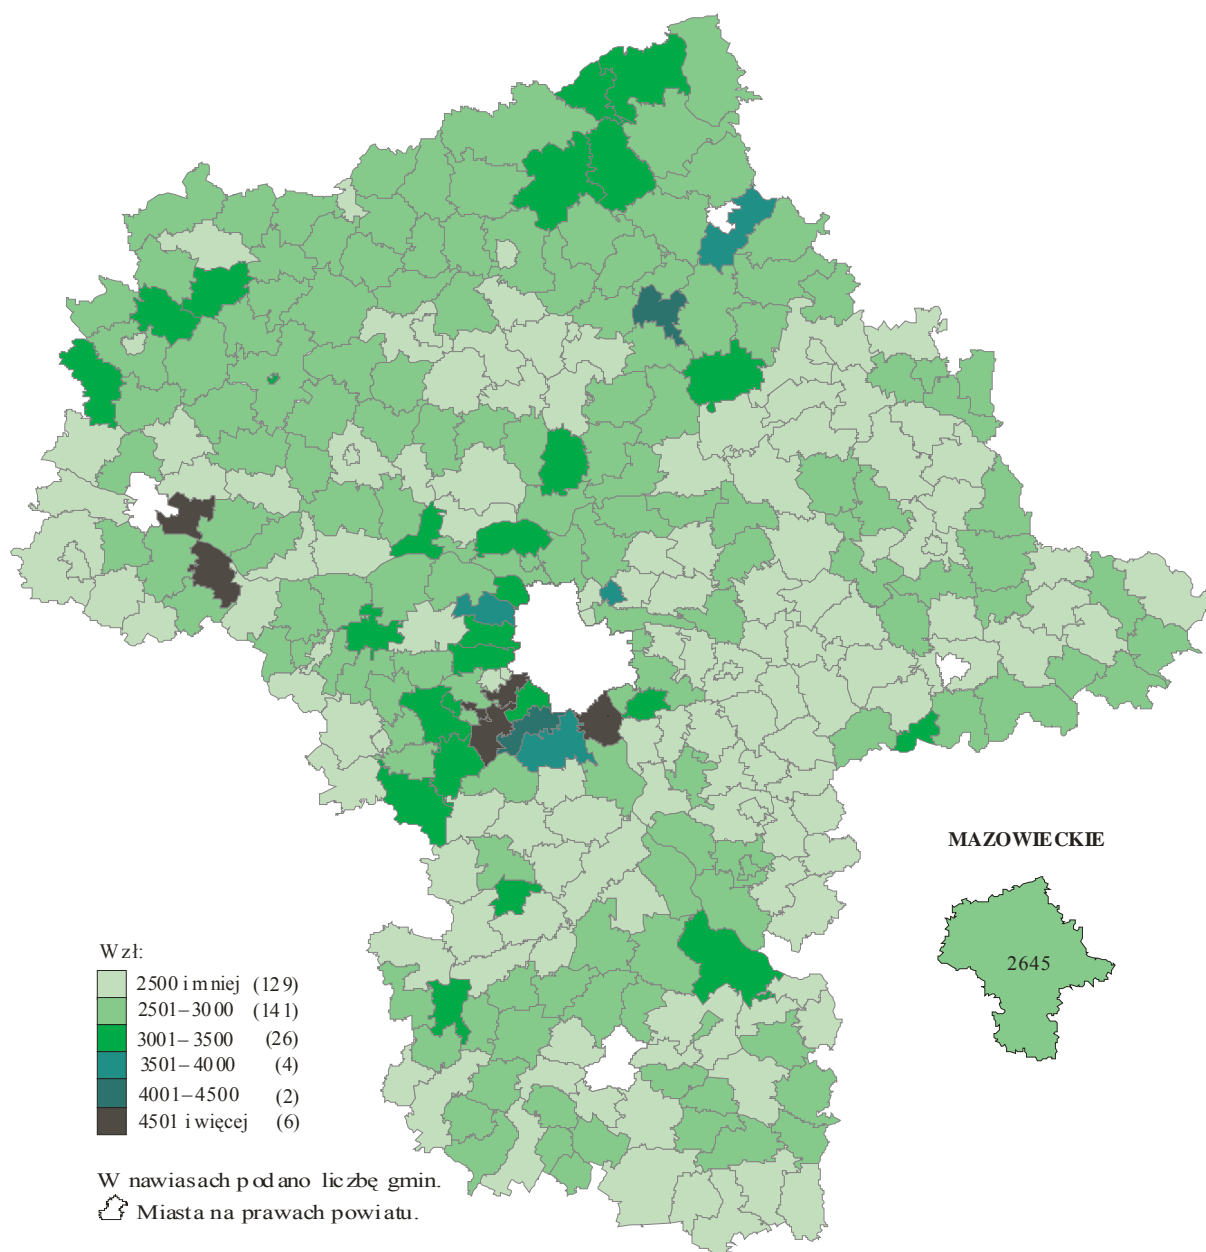 MAZOWIECKIE
2645
W zł:
2500 i mniej (129)
2501–3000 (141)
3001–3500 (26)
3501–4000 (4)
4001–4500 (2)
4501 i więcej (6)
W nawiasach podano liczbę gmin.
Miasta na prawach powiatu.